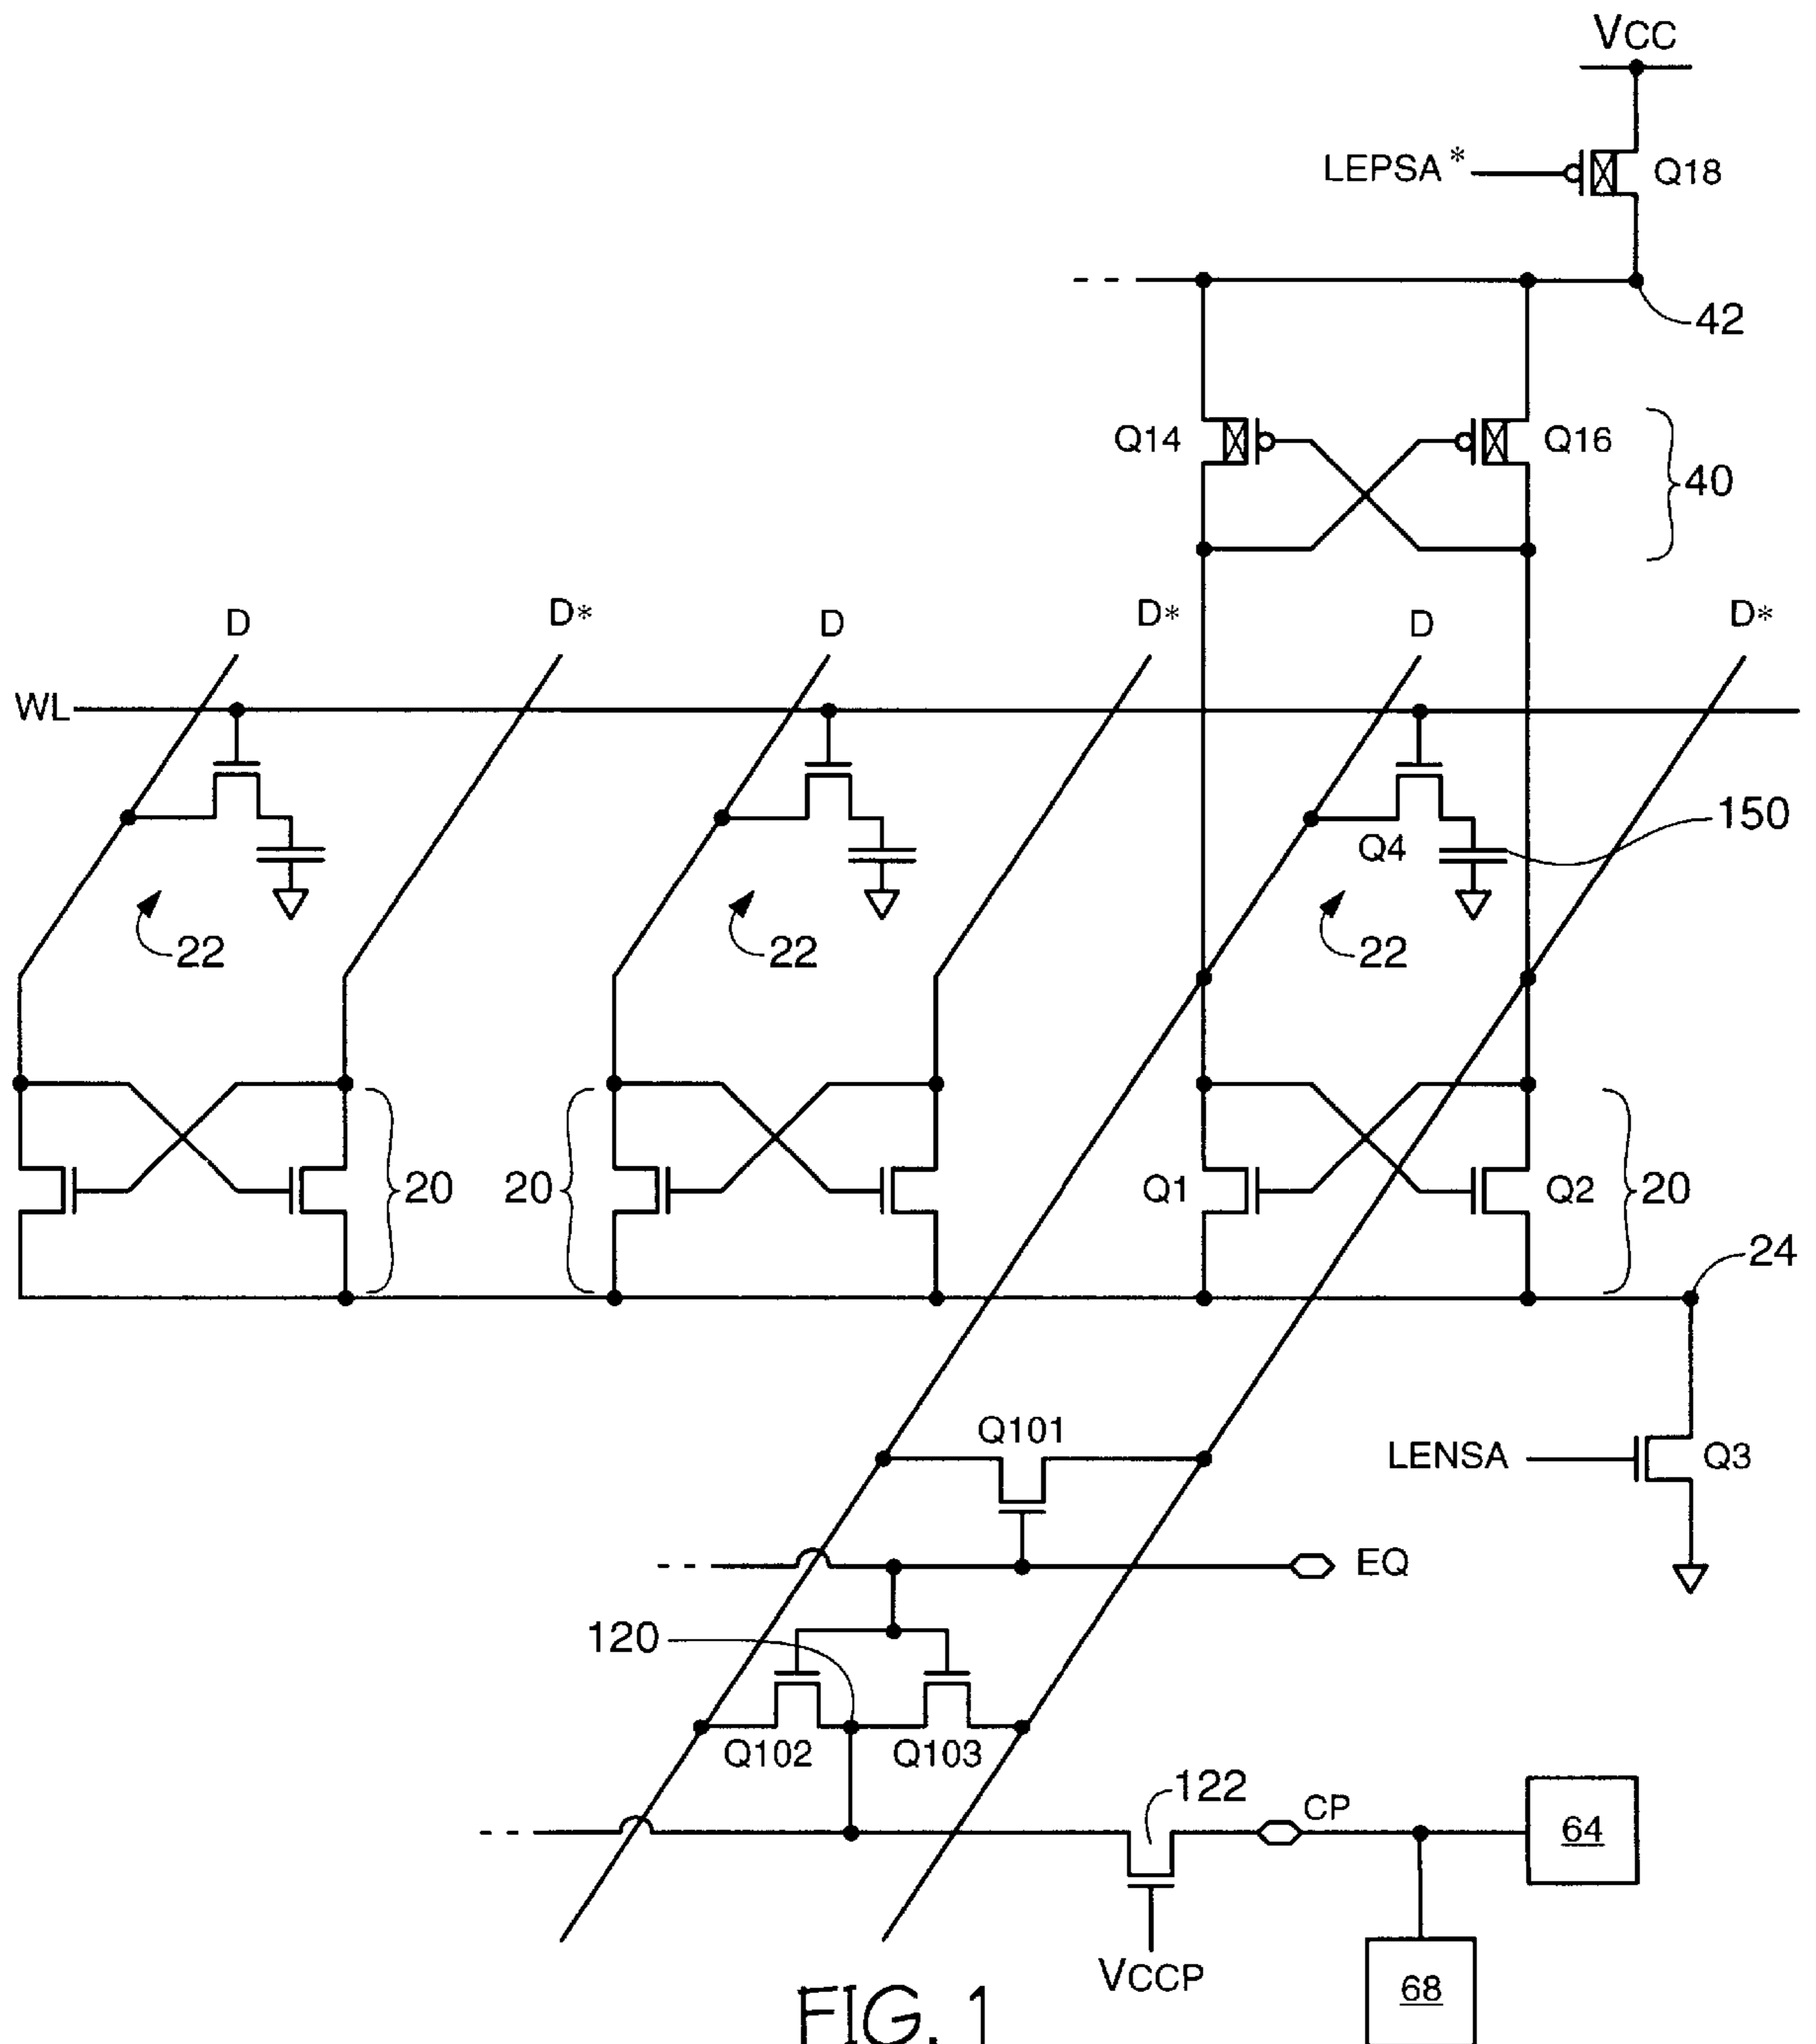 VCC
LEPSA*
Q18
42
Q14
Q16
40
D
D*
D
D*
D
D*
WL
150
Q4
22
22
22
20
20
Q1
Q2
20
24
Q101
LENSA
Q3
EQ
120
Q102
Q103
122
CP
64
VCCP
68
FIG. 1